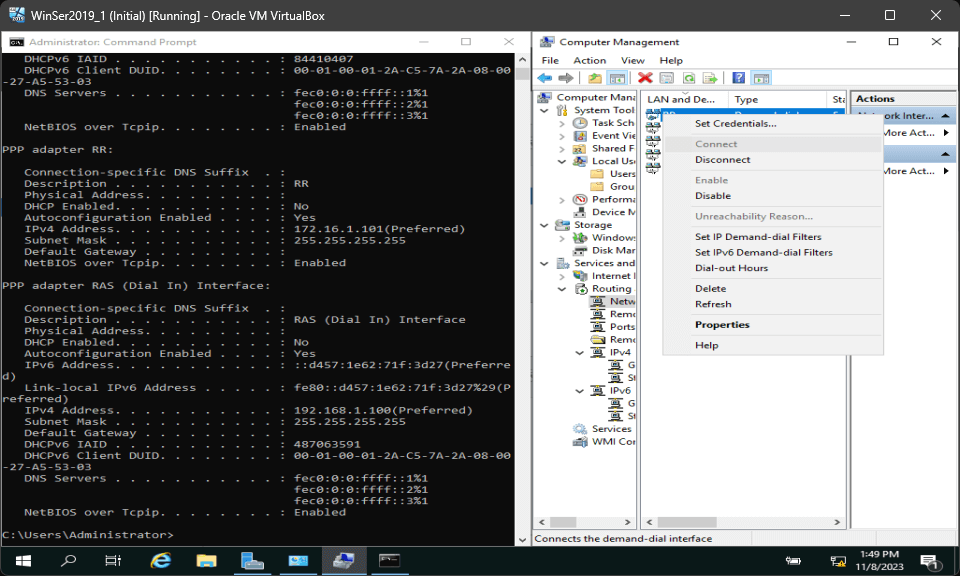 WinSer2019_1 (Initial) [Running] - Oracle VM VirtualBox
Administrator: Command Prompt
DHCPv6 IAID . . . . . . . . . . . : 84410407
DHCPv6 Client DUID. . . . . . . . : 00-01-00-01-2A-C5-7A-2A-08-00
-27-A5-53-03
DNS Servers . . . . . . . . . . . : fec0:0:0:ffff::1%1
fec0:0:0:ffff::2%1
fec0:0:0:ffff::3%1
NetBIOS over Tcpip. . . . . . . . : Enabled
PPP adapter RR:
Connection-specific DNS Suffix . :
Description . . . . . . . . . . . : RR
Physical Address. . . . . . . . . :
DHCP Enabled. . . . . . . . . . . : No
Autoconfiguration Enabled . . . . : Yes
IPv4 Address. . . . . . . . . . . : 172.16.1.101(Preferred)
Subnet Mask . . . . . . . . . . . : 255.255.255.255
Default Gateway . . . . . . . . . :
NetBIOS over Tcpip. . . . . . . . : Enabled
PPP adapter RAS (Dial In) Interface:
Connection-specific DNS Suffix . :
Description . . . . . . . . . . . : RAS (Dial In) Interface
Physical Address. . . . . . . . . :
DHCP Enabled. . . . . . . . . . . : No
Autoconfiguration Enabled . . . . : Yes
IPv6 Address. . . . . . . . . . . : ::d457:1e62:71f:3d27(Preferre
d)
Link-local IPv6 Address . . . . . : fe80::d457:1e62:71f:3d27%29(P
referred)
IPv4 Address. . . . . . . . . . . : 192.168.1.100(Preferred)
Subnet Mask . . . . . . . . . . . : 255.255.255.255
Default Gateway . . . . . . . . . :
DHCPv6 IAID . . . . . . . . . . . : 487063591
DHCPv6 Client DUID. . . . . . . . : 00-01-00-01-2A-C5-7A-2A-08-00
-27-A5-53-03
DNS Servers . . . . . . . . . . . : fec0:0:0:ffff::1%1
fec0:0:0:ffff::2%1
fec0:0:0:ffff::3%1
NetBIOS over Tcpip. . . . . . . . : Enabled
C:\Users\Administrator>
Computer Management
File Action View Help
Computer Mana
System Tool
Task Sch
Event Vie
Shared F
Local Use
Users
Grou
Performa
Device M
Storage
Windows
Disk Mar
Services and
Internet I
Routing
Netw
Remo
Ports
Remo
IPv4
G
St
IPv6
G
St
Services
WMI Cor
LAN and De... Type Sta
Set Credentials...
Connect
Disconnect
Enable
Disable
Unreachability Reason...
Set IP Demand-dial Filters
Set IPv6 Demand-dial Filters
Dial-out Hours
Delete
Refresh
Properties
Help
Actions
ork Inter...
More Act...
More Act...
Connects the demand-dial interface
1:49 PM
11/8/2023
1